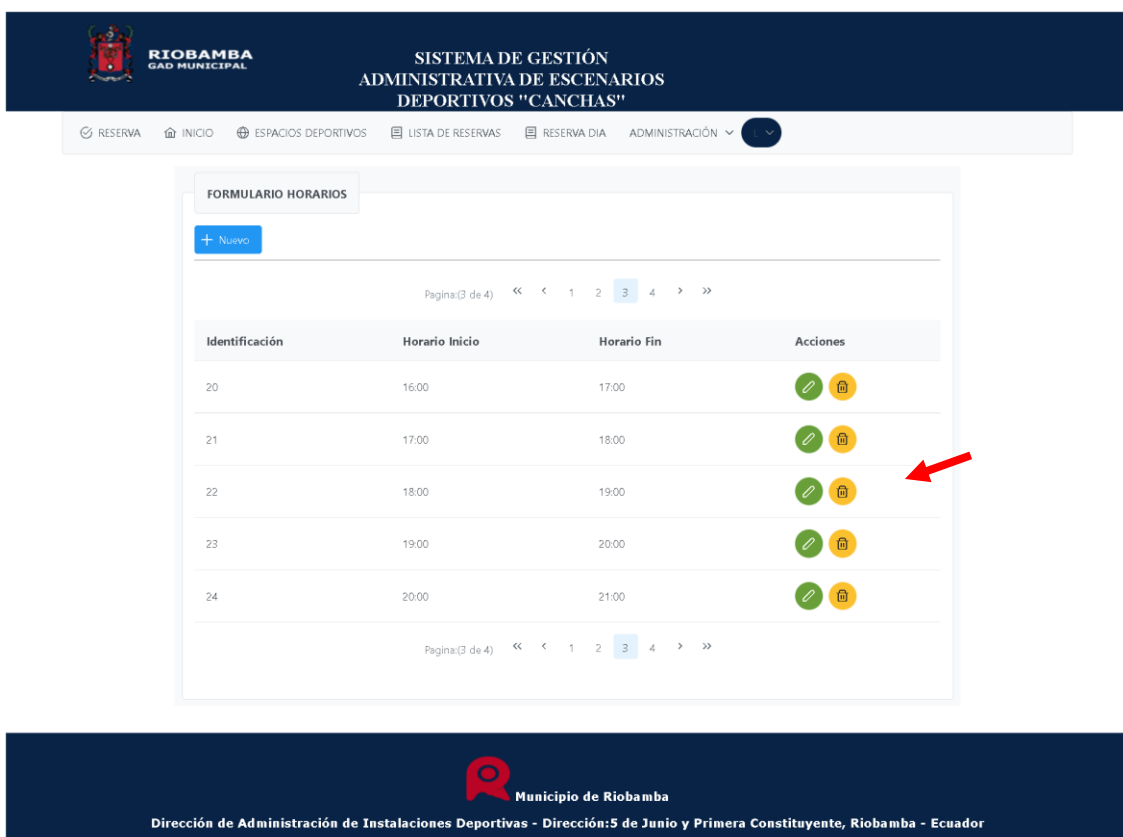 RIOBAMBA
GAD MUNICIPAL
SISTEMA DE GESTIÓN
ADMINISTRATIVA DE ESCENARIOS
DEPORTIVOS "CANCHAS"
RESERVA INICIO ESPACIOS DEPORTIVOS LISTA DE RESERVAS RESERVA DIA ADMINISTRACIÓN L
FORMULARIO HORARIOS
+ Nuevo
Pagina:(3 de 4) << < 1 2 3 4 > >>
Identificación Horario Inicio Horario Fin Acciones
20 16:00 17:00
21 17:00 18:00
22 18:00 19:00
23 19:00 20:00
24 20:00 21:00
Pagina:(3 de 4) << < 1 2 3 4 > >>
Municipio de Riobamba
Dirección de Administración de Instalaciones Deportivas - Dirección:5 de Junio y Primera Constituyente, Riobamba - Ecuador